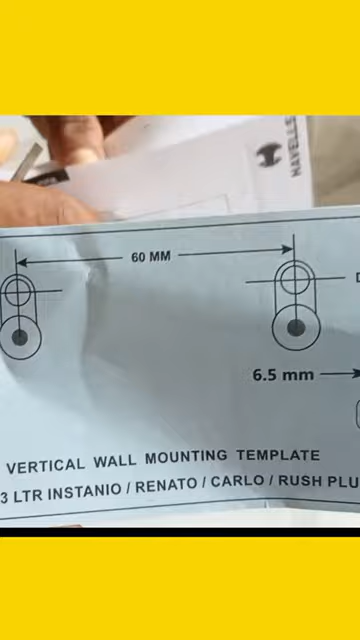 HAVELLS
60 MM
6.5 mm
VERTICAL WALL MOUNTING TEMPLATE
3 LTR INSTANIO / RENATO / CARLO / RUSH PLU